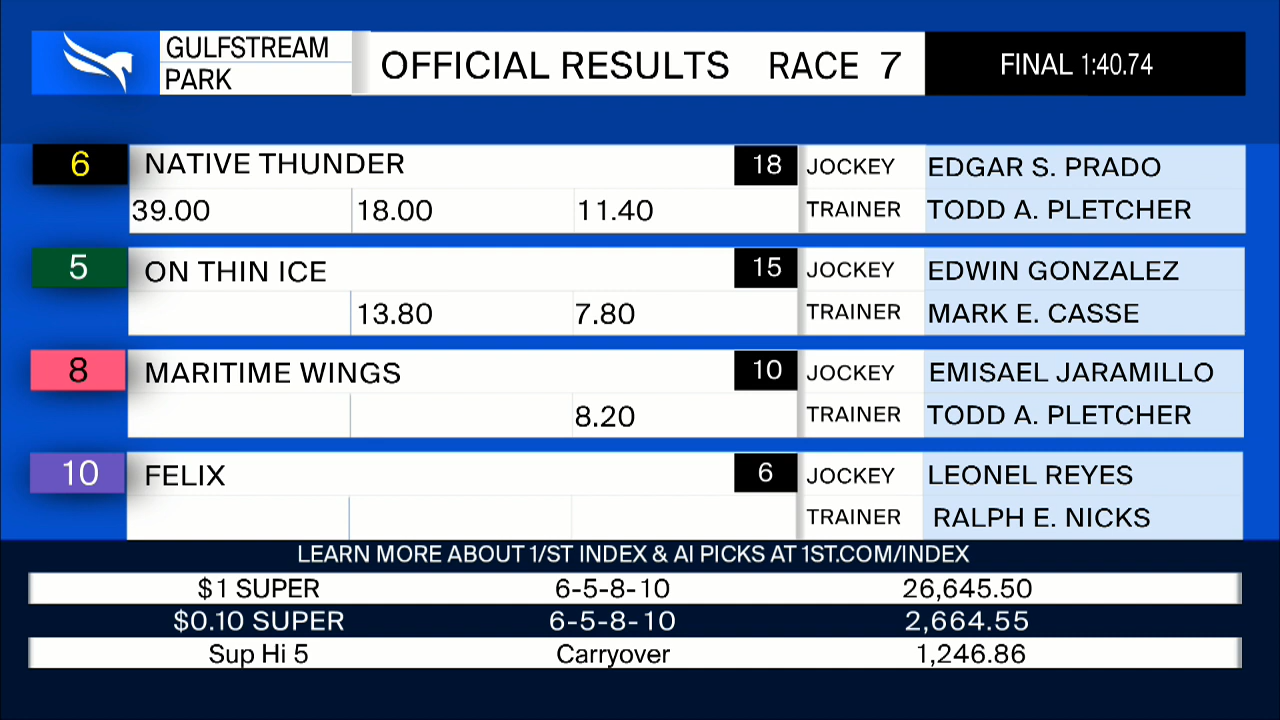 GULFSTREAM PARK
OFFICIAL RESULTS RACE 7 FINAL 1:40.74
6 NATIVE THUNDER 18 JOCKEY EDGAR S. PRADO
39.00 18.00 11.40 TRAINER TODD A. PLETCHER
5 ON THIN ICE 15 JOCKEY EDWIN GONZALEZ
13.80 7.80 TRAINER MARK E. CASSE
8 MARITIME WINGS 10 JOCKEY EMISAEL JARAMILLO
8.20 TRAINER TODD A. PLETCHER
10 FELIX 6 JOCKEY LEONEL REYES
TRAINER RALPH E. NICKS
LEARN MORE ABOUT 1/ST INDEX & AI PICKS AT 1ST.COM/INDEX
$1 SUPER 6-5-8-10 26,645.50
$0.10 SUPER 6-5-8-10 2,664.55
Sup Hi 5 Carryover 1,246.86